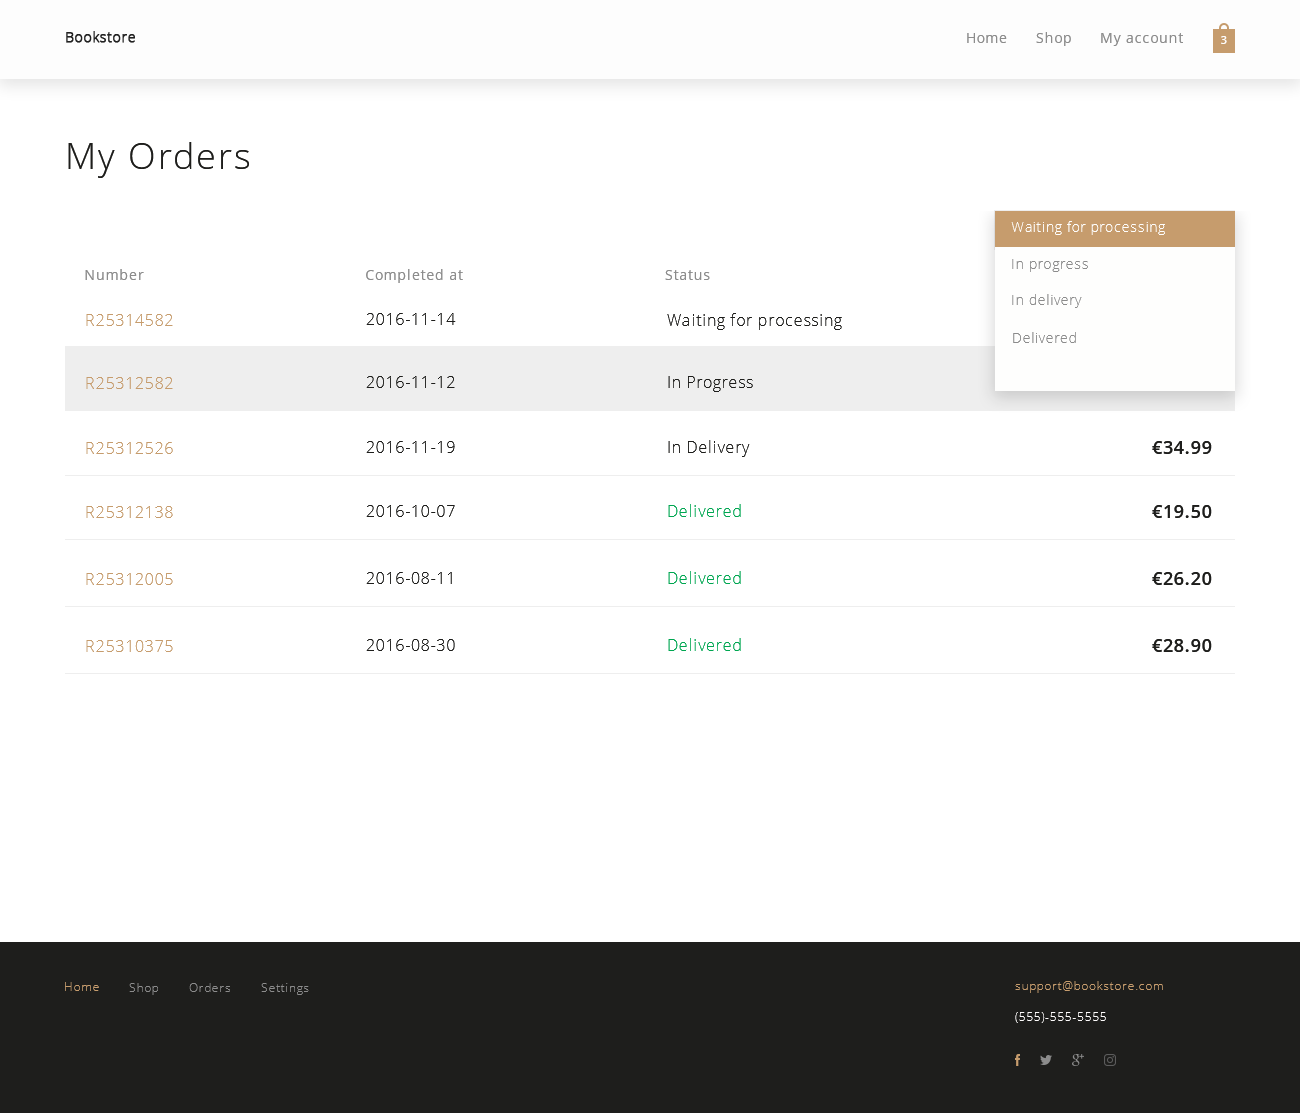 Bookstore Home Shop My account 3
My Orders
Waiting for processing
In progress
In delivery
Delivered
Number Completed at Status
R25314582 2016-11-14 Waiting for processing
R25312582 2016-11-12 In Progress
R25312526 2016-11-19 In Delivery €34.99
R25312138 2016-10-07 Delivered €19.50
R25312005 2016-08-11 Delivered €26.20
R25310375 2016-08-30 Delivered €28.90
Home Shop Orders Settings support@bookstore.com
(555)-555-5555